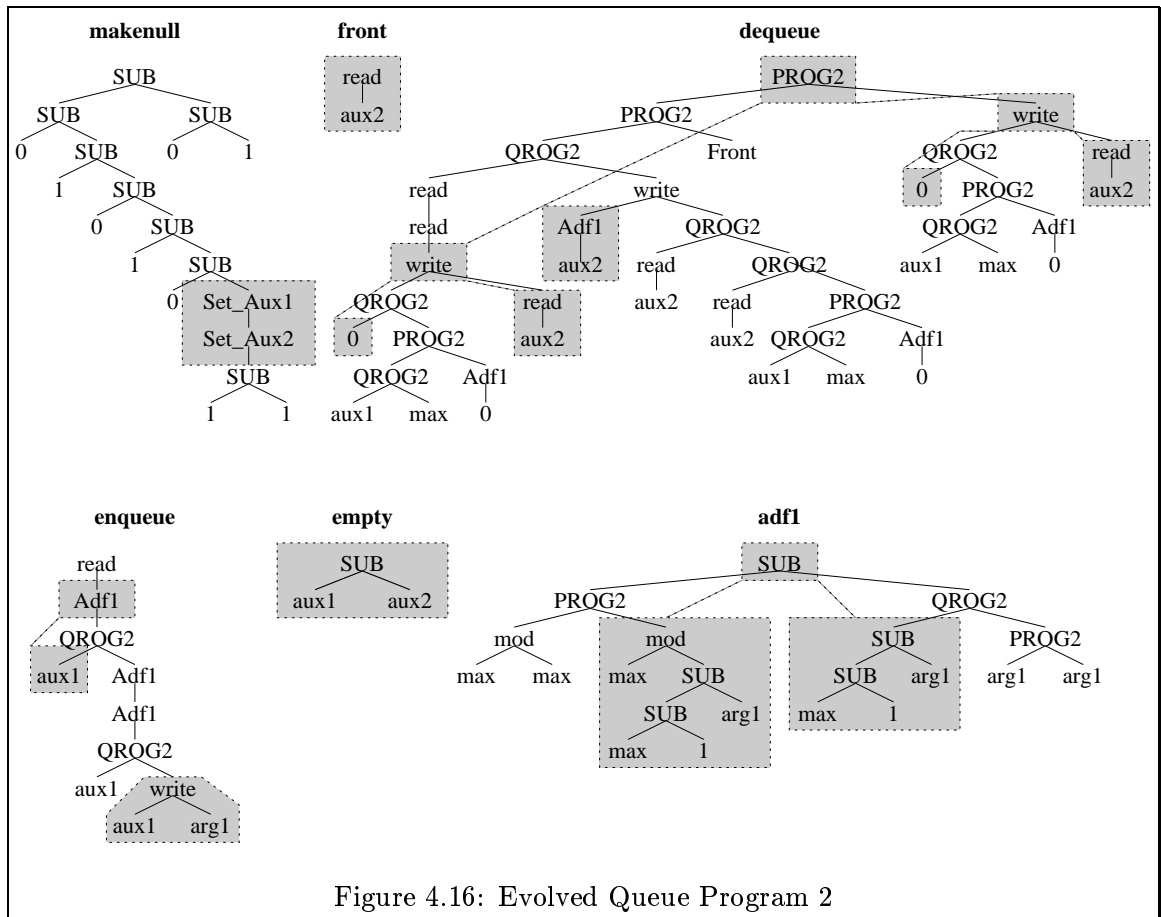 makenull front dequeue
SUB read PROG2
SUB SUB aux2 PROG2 write
0 SUB 0 1 QROG2 Front QROG2 read
1 SUB read write 0 PROG2 aux2
0 SUB read Adf1 QROG2 QROG2 Adf1
1 SUB write aux2 read QROG2 aux1 max 0
0 Set_Aux1 QROG2 read aux2 read PROG2
Set_Aux2 0 PROG2 aux2 aux2 QROG2 Adf1
SUB QROG2 Adf1 aux1 max 0
1 1 aux1 max 0
enqueue empty adf1
read SUB SUB
Adf1 aux1 aux2 PROG2 QROG2
QROG2 mod mod SUB PROG2
aux1 Adf1 max max max SUB SUB arg1 arg1 arg1
Adf1 SUB arg1 max 1
QROG2 max 1
aux1 write
aux1 arg1
Figure 4.16: Evolved Queue Program 2